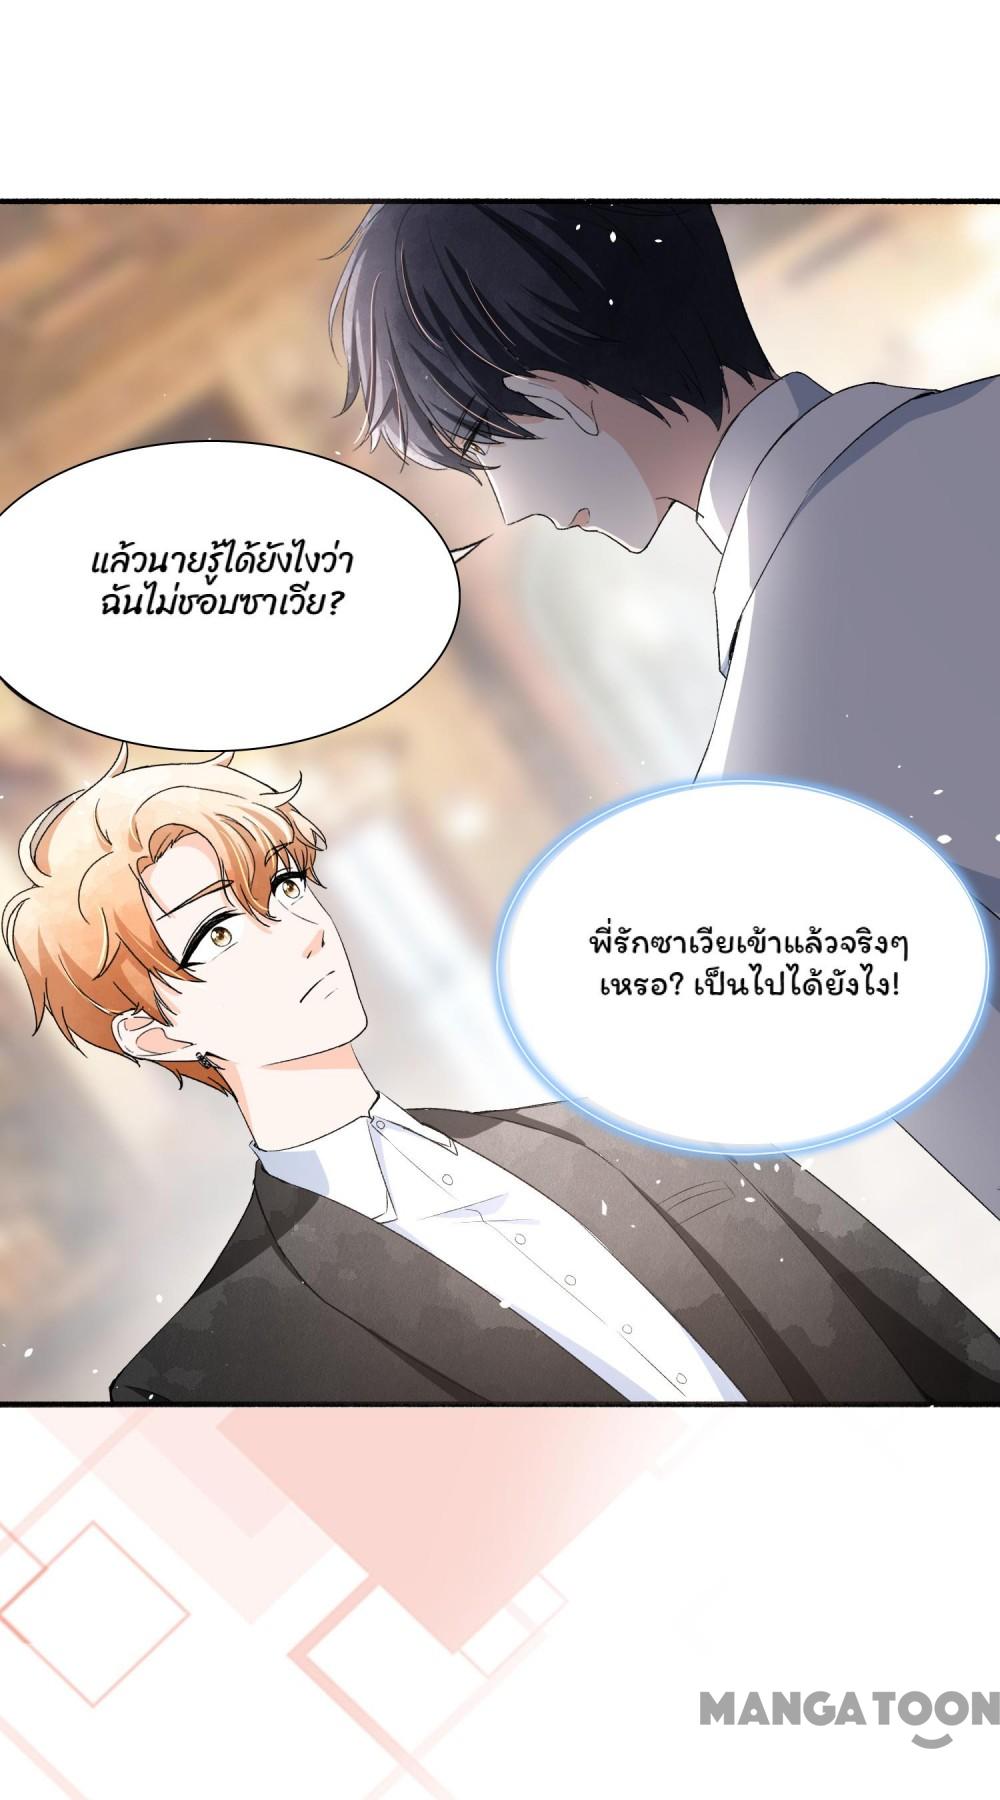 แล้วนายรู้ได้ยังไงว่า
ฉันไม่ชอบซาเวีย?
พี่รักซาเวียเข้าแล้วจริงๆ
เหรอ? เป็นไปได้ยังไง!
MANGATOON